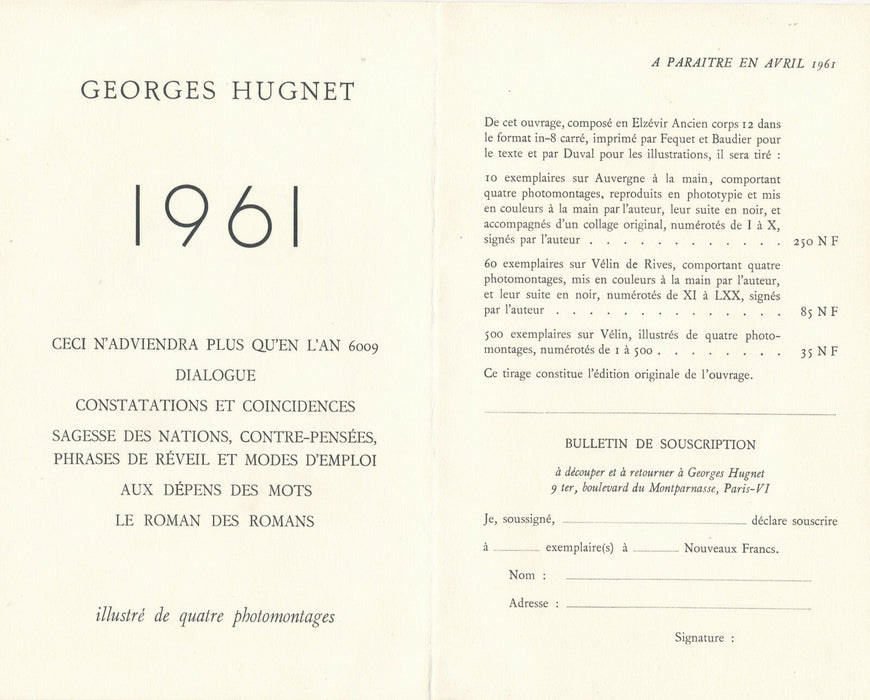 GEORGES HUGNET
1961
CECI N'ADVIENDRA PLUS QU'EN L'AN 6009
DIALOGUE
CONSTATATIONS ET COINCIDENCES
SAGESSE DES NATIONS, CONTRE-PENSÉES,
PHRASES DE RÉVEIL ET MODES D'EMPLOI
AUX DÉPENS DES MOTS
LE ROMAN DES ROMANS
illustré de quatre photomontages
A PARAITRE EN AVRIL 1961
De cet ouvrage, composé en Elzévir Ancien corps 12 dans
le format in-8 carré, imprimé par Fequet et Baudier pour
le texte et par Duval pour les illustrations, il sera tiré :
10 exemplaires sur Auvergne à la main, comportant
quatre photomontages, reproduits en phototypie et mis
en couleurs à la main par l'auteur, leur suite en noir, et
accompagnés d'un collage original, numérotés de I à X,
signés par l'auteur . . . . . . . . . . . . 250 NF
60 exemplaires sur Vélin de Rives, comportant quatre
photomontages, mis en couleurs à la main par l'auteur,
et leur suite en noir, numérotés de XI à LXX, signés
par l'auteur . . . . . . . . . . . . . . 85 NF
500 exemplaires sur Vélin, illustrés de quatre photo-
montages, numérotés de 1 à 500 . . . . . . . 35 NF
Ce tirage constitue l'édition originale de l'ouvrage.
BULLETIN DE SOUSCRIPTION
à découper et à retourner à Georges Hugnet
9 ter, boulevard du Montparnasse, Paris-VI
Je, soussigné, déclare souscrire
à exemplaire(s) à Nouveaux Francs.
Nom :
Adresse :
Signature :